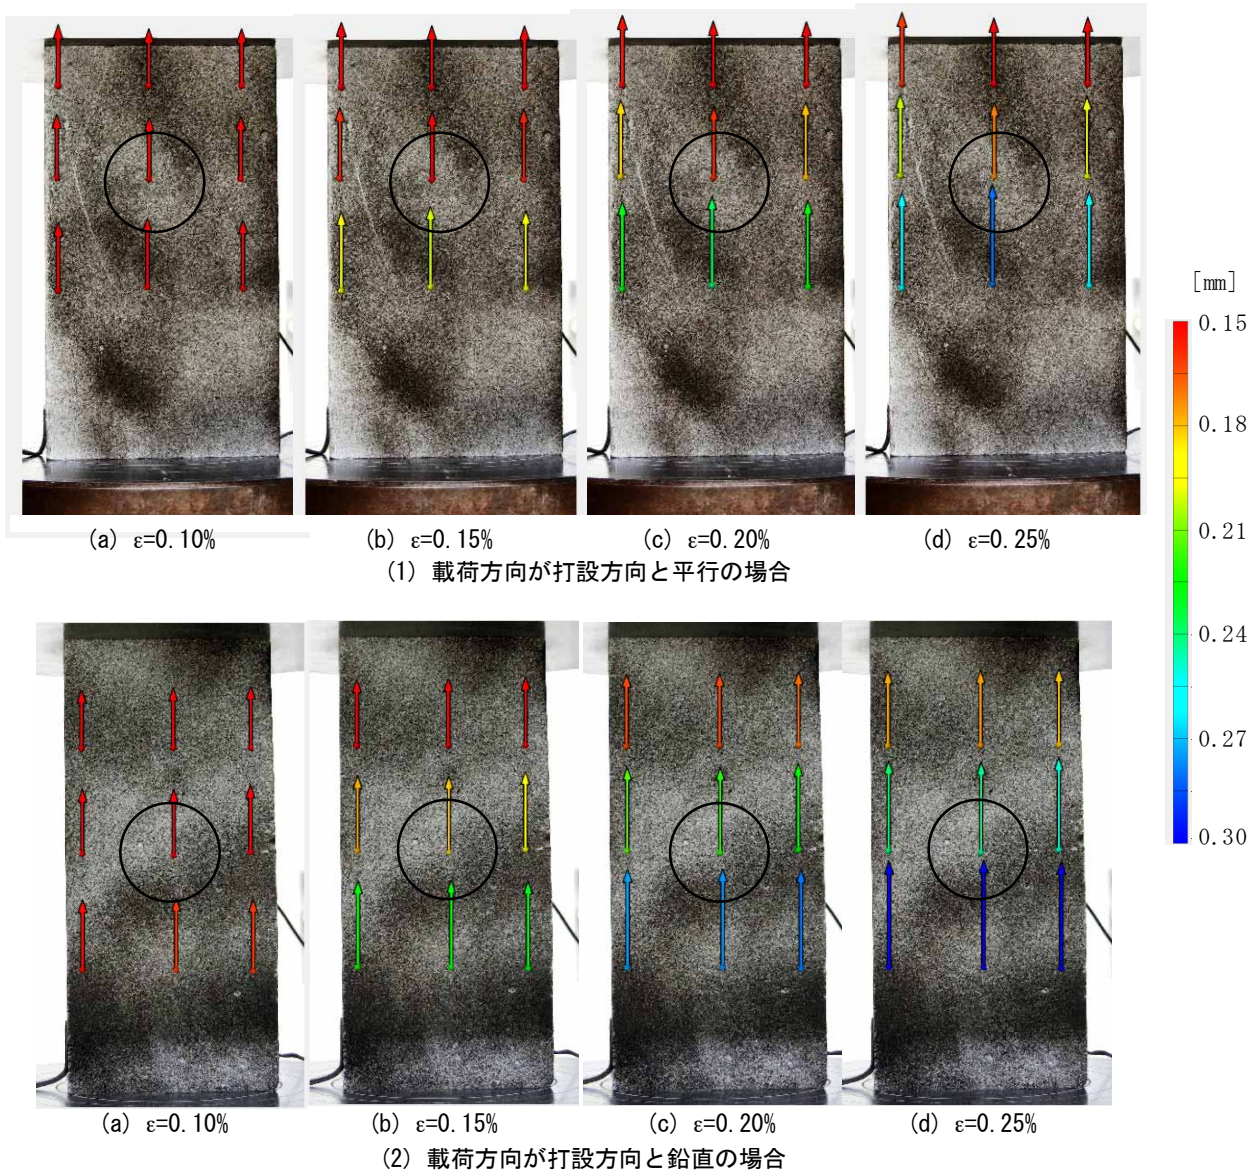 [mm]
0.15
0.18
0.21
0.24
0.27
0.30
(a) ε=0.10% (b) ε=0.15% (c) ε=0.20% (d) ε=0.25%
(1) 載荷方向が打設方向と平行の場合
(a) ε=0.10% (b) ε=0.15% (c) ε=0.20% (d) ε=0.25%
(2) 載荷方向が打設方向と鉛直の場合